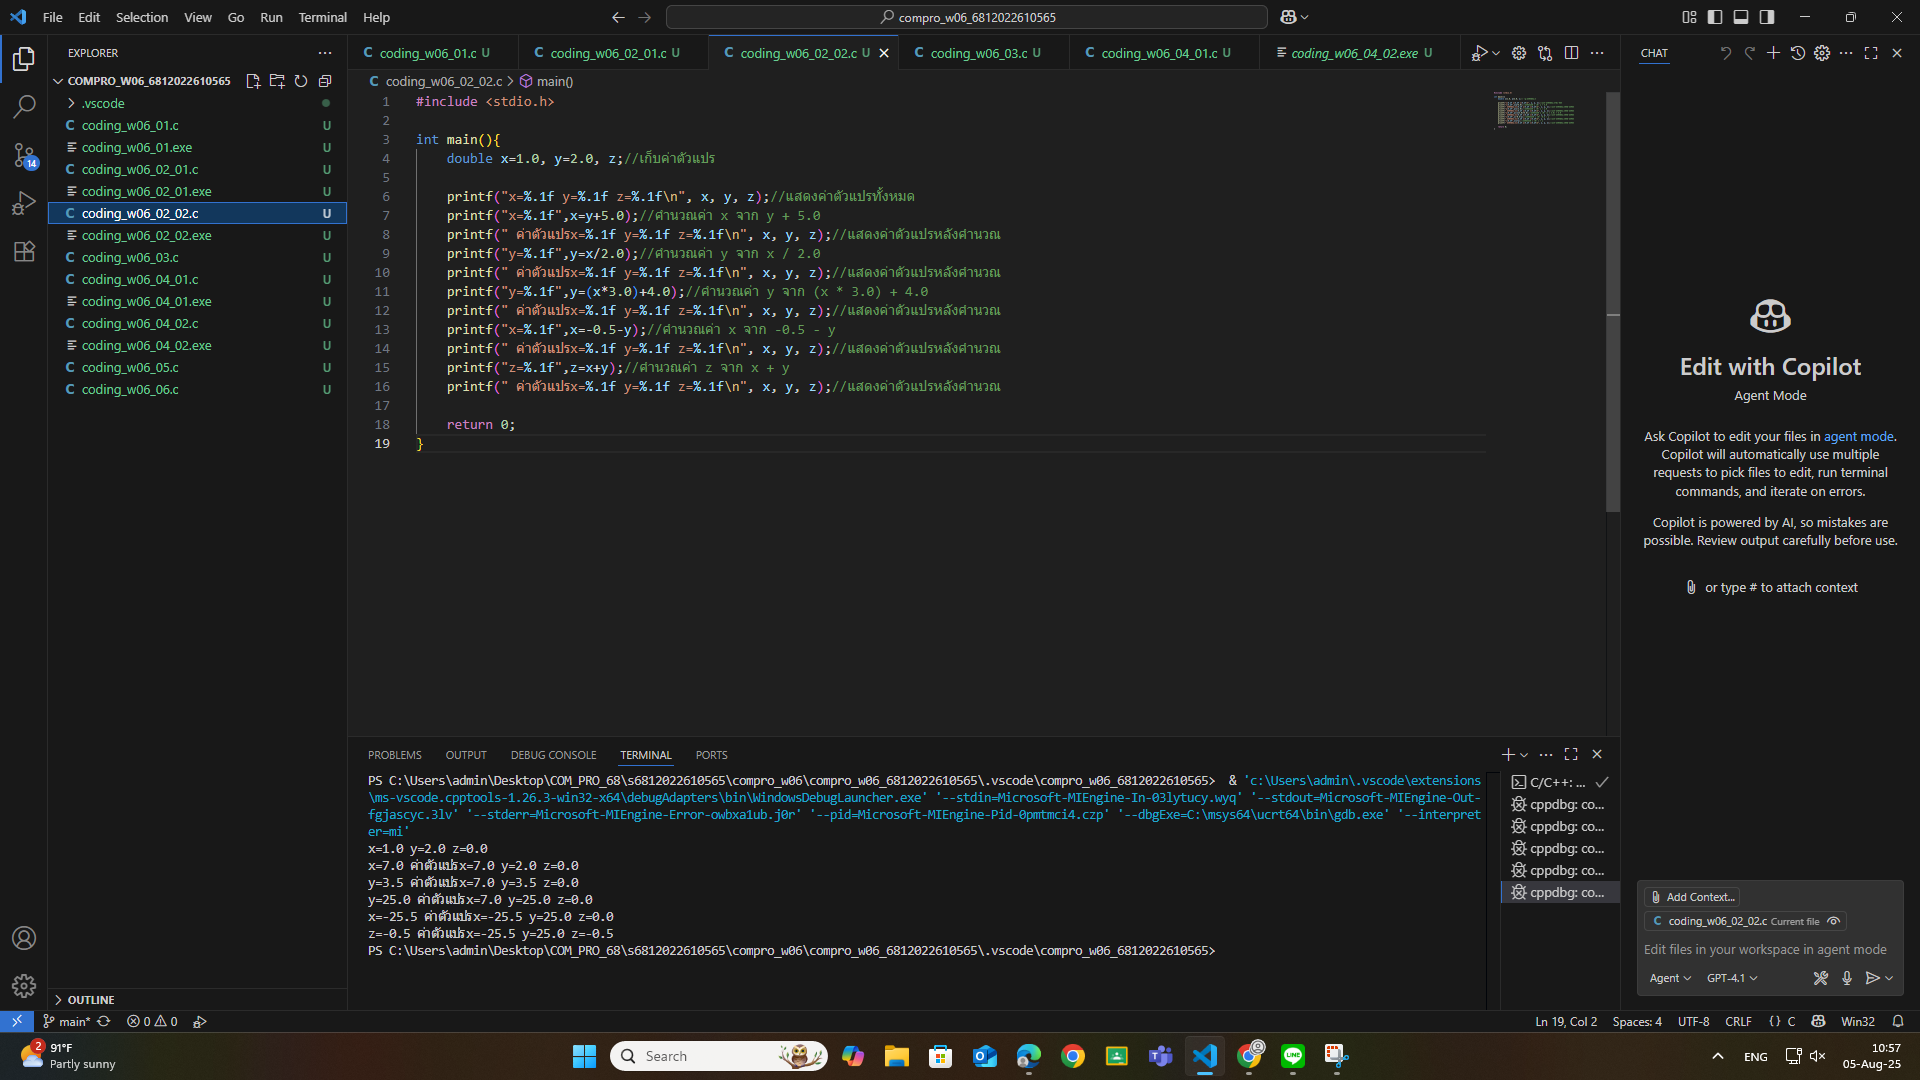 File Edit Selection View Go Run Terminal Help
compro_w06_6812022610565
EXPLORER
COMPRO_W06_6812022610565
.vscode
coding_w06_01.c U
coding_w06_01.exe U
coding_w06_02_01.c U
coding_w06_02_01.exe U
coding_w06_02_02.c U
coding_w06_02_02.exe U
coding_w06_03.c U
coding_w06_04_01.c U
coding_w06_04_01.exe U
coding_w06_04_02.c U
coding_w06_04_02.exe U
coding_w06_05.c U
coding_w06_06.c U
OUTLINE
coding_w06_01.c U coding_w06_02_01.c U coding_w06_02_02.c U coding_w06_03.c U coding_w06_04_01.c U coding_w06_04_02.exe U
coding_w06_02_02.c > main()
1 #include <stdio.h>
2
3 int main(){
4 double x=1.0, y=2.0, z;//เก็บค่าตัวแปร
5
6 printf("x=%.1f y=%.1f z=%.1f\n", x, y, z);//แสดงค่าตัวแปรทั้งหมด
7 printf("x=%.1f",x=y+5.0);//คำนวณค่า x จาก y + 5.0
8 printf(" ค่าตัวแปรx=%.1f y=%.1f z=%.1f\n", x, y, z);//แสดงค่าตัวแปรหลังคำนวณ
9 printf("y=%.1f",y=x/2.0);//คำนวณค่า y จาก x / 2.0
10 printf(" ค่าตัวแปรx=%.1f y=%.1f z=%.1f\n", x, y, z);//แสดงค่าตัวแปรหลังคำนวณ
11 printf("y=%.1f",y=(x*3.0)+4.0);//คำนวณค่า y จาก (x * 3.0) + 4.0
12 printf(" ค่าตัวแปรx=%.1f y=%.1f z=%.1f\n", x, y, z);//แสดงค่าตัวแปรหลังคำนวณ
13 printf("x=%.1f",x=-0.5-y);//คำนวณค่า x จาก -0.5 - y
14 printf(" ค่าตัวแปรx=%.1f y=%.1f z=%.1f\n", x, y, z);//แสดงค่าตัวแปรหลังคำนวณ
15 printf("z=%.1f",z=x+y);//คำนวณค่า z จาก x + y
16 printf(" ค่าตัวแปรx=%.1f y=%.1f z=%.1f\n", x, y, z);//แสดงค่าตัวแปรหลังคำนวณ
17
18 return 0;
19 }
PROBLEMS OUTPUT DEBUG CONSOLE TERMINAL PORTS
PS C:\Users\admin\Desktop\COM_PRO_68\s6812022610565\compro_w06\compro_w06_6812022610565\.vscode\compro_w06_6812022610565> & 'c:\Users\admin\.vscode\extensions
\ms-vscode.cpptools-1.26.3-win32-x64\debugAdapters\bin\WindowsDebugLauncher.exe' '--stdin=Microsoft-MIEngine-In-03lytucy.wyq' '--stdout=Microsoft-MIEngine-Out-
fgjascyc.3lv' '--stderr=Microsoft-MIEngine-Error-owbxa1ub.j0r' '--pid=Microsoft-MIEngine-Pid-0pmtmci4.czp' '--dbgExe=C:\msys64\ucrt64\bin\gdb.exe' '--interpret
er=mi'
x=1.0 y=2.0 z=0.0
x=7.0 ค่าตัวแปรx=7.0 y=2.0 z=0.0
y=3.5 ค่าตัวแปรx=7.0 y=3.5 z=0.0
y=25.0 ค่าตัวแปรx=7.0 y=25.0 z=0.0
x=-25.5 ค่าตัวแปรx=-25.5 y=25.0 z=0.0
z=-0.5 ค่าตัวแปรx=-25.5 y=25.0 z=-0.5
PS C:\Users\admin\Desktop\COM_PRO_68\s6812022610565\compro_w06\compro_w06_6812022610565\.vscode\compro_w06_6812022610565>
C/C++: ...
cppdbg: co...
cppdbg: co...
cppdbg: co...
cppdbg: co...
cppdbg: co...
CHAT
Edit with Copilot
Agent Mode
Ask Copilot to edit your files in agent mode.
Copilot will automatically use multiple
requests to pick files to edit, run terminal
commands, and iterate on errors.
Copilot is powered by AI, so mistakes are
possible. Review output carefully before use.
or type # to attach context
Add Context...
coding_w06_02_02.c Current file
Edit files in your workspace in agent mode
Agent GPT-4.1
14
main* 0 0
Ln 19, Col 2 Spaces: 4 UTF-8 CRLF {} C Win32
2
91°F
Partly sunny
Search
LINE
ENG
10:57
05-Aug-25